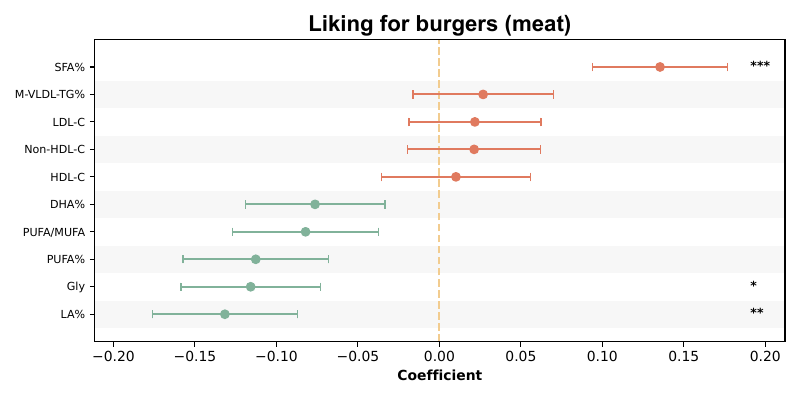 Liking for burgers (meat)
SFA%
***
M-VLDL-TG%
LDL-C
Non-HDL-C
HDL-C
DHA%
PUFA/MUFA
PUFA%
Gly
*
LA%
**
−0.20 −0.15 −0.10 −0.05 0.00 0.05 0.10 0.15 0.20
Coefficient